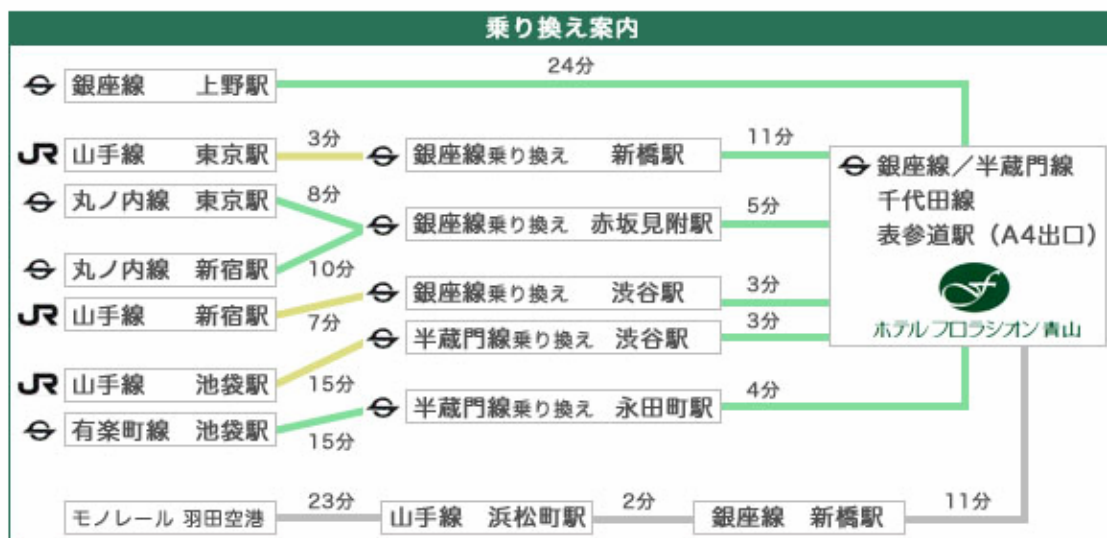 乗り換え案内
24分
銀座線 上野駅
JR 山手線 東京駅 3分 銀座線乗り換え 新橋駅 11分
丸ノ内線 東京駅 8分
銀座線乗り換え 赤坂見附駅 5分
丸ノ内線 新宿駅 10分
JR 山手線 新宿駅 7分
銀座線乗り換え 渋谷駅 3分
半蔵門線乗り換え 渋谷駅 3分
JR 山手線 池袋駅 15分
有楽町線 池袋駅 15分
半蔵門線乗り換え 永田町駅 4分
銀座線／半蔵門線
千代田線
表参道駅（A4出口）
ホテル フロラシオン 青山
モノレール 羽田空港 23分 山手線 浜松町駅 2分 銀座線 新橋駅 11分